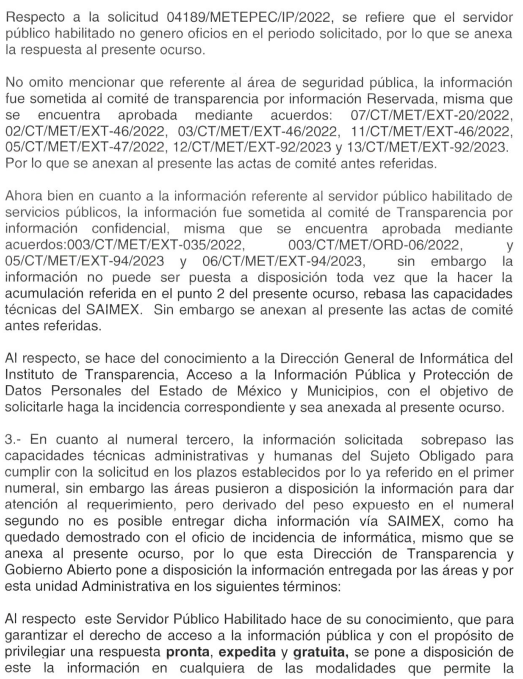 Respecto a la solicitud 04189/METEPEC/IP/2022, se refiere que el servidor
público habilitado no genero oficios en el periodo solicitado, por lo que se anexa
la respuesta al presente ocurso.
No omito mencionar que referente al área de seguridad pública, la información
fue sometida al comité de transparencia por información Reservada, misma que
se encuentra aprobada mediante acuerdos: 07/CT/MET/EXT-20/2022,
02/CT/MET/EXT-46/2022, 03/CT/MET/EXT-46/2022, 11/CT/MET/EXT-46/2022,
05/CT/MET/EXT-47/2022, 12/CT/MET/EXT-92/2023 y 13/CT/MET/EXT-92/2023.
Por lo que se anexan al presente las actas de comité antes referidas.
Ahora bien en cuanto a la información referente al servidor público habilitado de
servicios públicos, la información fue sometida al comité de Transparencia por
información confidencial, misma que se encuentra aprobada mediante
acuerdos:003/CT/MET/EXT-035/2022, 003/CT/MET/ORD-06/2022, y
05/CT/MET/EXT-94/2023 y 06/CT/MET/EXT-94/2023, sin embargo la
información no puede ser puesta a disposición toda vez que la hacer la
acumulación referida en el punto 2 del presente ocurso, rebasa las capacidades
técnicas del SAIMEX. Sin embargo se anexan al presente las actas de comité
antes referidas.
Al respecto, se hace del conocimiento a la Dirección General de Informática del
Instituto de Transparencia, Acceso a la Información Pública y Protección de
Datos Personales del Estado de México y Municipios, con el objetivo de
solicitarle haga la incidencia correspondiente y sea anexada al presente ocurso.
3.- En cuanto al numeral tercero, la información solicitada sobrepaso las
capacidades técnicas administrativas y humanas del Sujeto Obligado para
cumplir con la solicitud en los plazos establecidos por lo ya referido en el primer
numeral, sin embargo las áreas pusieron a disposición la información para dar
atención al requerimiento, pero derivado del peso expuesto en el numeral
segundo no es posible entregar dicha información vía SAIMEX, como ha
quedado demostrado con el oficio de incidencia de informática, mismo que se
anexa al presente ocurso, por lo que esta Dirección de Transparencia y
Gobierno Abierto pone a disposición la información entregada por las áreas y por
esta unidad Administrativa en los siguientes términos:
Al respecto este Servidor Público Habilitado hace de su conocimiento, que para
garantizar el derecho de acceso a la información pública y con el propósito de
privilegiar una respuesta pronta, expedita y gratuita, se pone a disposición de
este la información en cualquiera de las modalidades que permite la